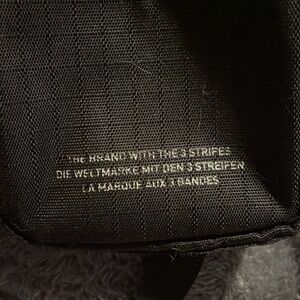 THE BRAND WITH THE 3 STRIPES
DIE WELTMARKE MIT DEN 3 STREIFEN
LA MARQUE AUX 3 BANDES